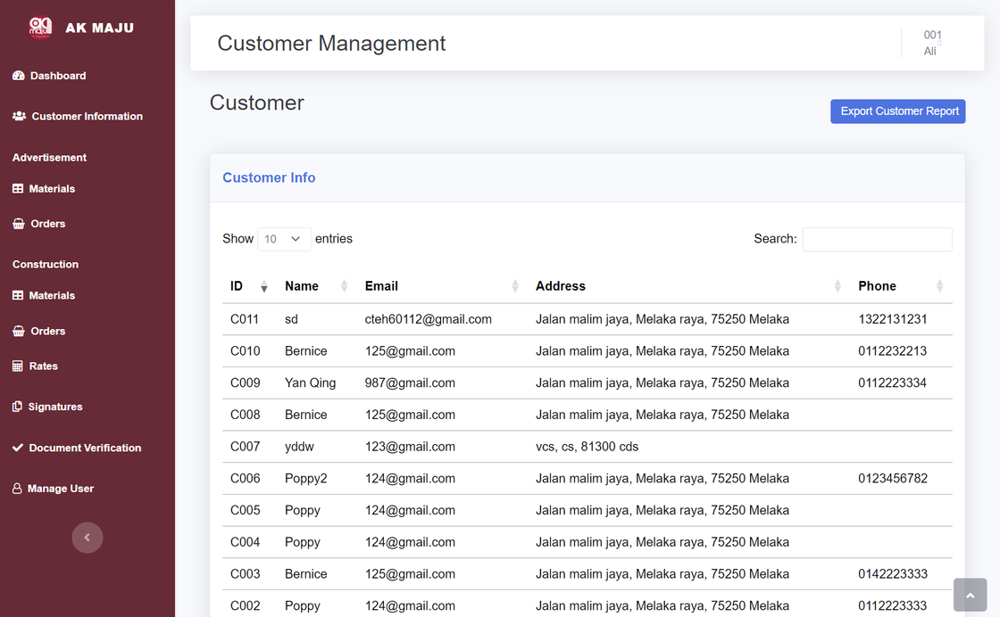 AK MAJU
Dashboard
Customer Information
Advertisement
Materials
Orders
Construction
Materials
Orders
Rates
Signatures
Document Verification
Manage User
Customer Management
001
Ali
Customer
Export Customer Report
Customer Info
Show 10 entries
Search:
ID Name Email Address Phone
C011 sd cteh60112@gmail.com Jalan malim jaya, Melaka raya, 75250 Melaka 1322131231
C010 Bernice 125@gmail.com Jalan malim jaya, Melaka raya, 75250 Melaka 0112232213
C009 Yan Qing 987@gmail.com Jalan malim jaya, Melaka raya, 75250 Melaka 0112223334
C008 Bernice 125@gmail.com Jalan malim jaya, Melaka raya, 75250 Melaka
C007 yddw 123@gmail.com vcs, cs, 81300 cds
C006 Poppy2 124@gmail.com Jalan malim jaya, Melaka raya, 75250 Melaka 0123456782
C005 Poppy 124@gmail.com Jalan malim jaya, Melaka raya, 75250 Melaka
C004 Poppy 124@gmail.com Jalan malim jaya, Melaka raya, 75250 Melaka
C003 Bernice 125@gmail.com Jalan malim jaya, Melaka raya, 75250 Melaka 0142223333
C002 Poppy 124@gmail.com Jalan malim jaya, Melaka raya, 75250 Melaka 0112223333